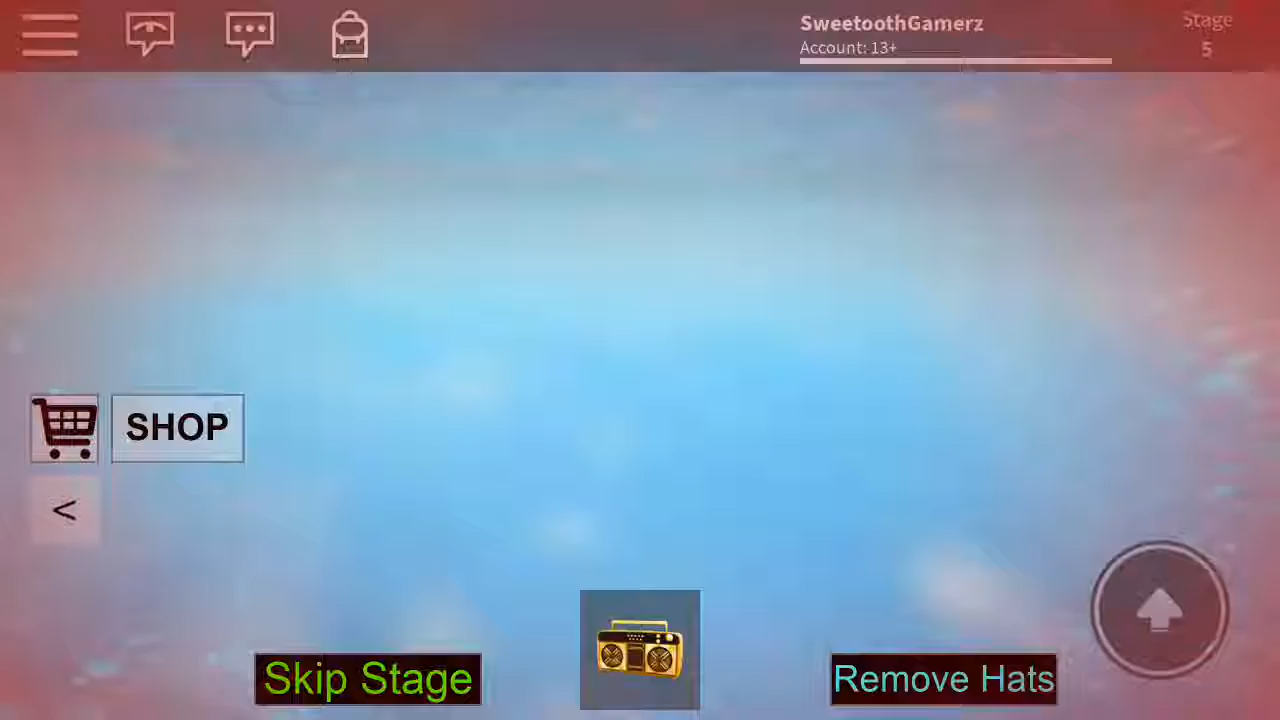 SweetoothGamerz
Account: 13+
Stage
5
SHOP
<
Skip Stage
Remove Hats